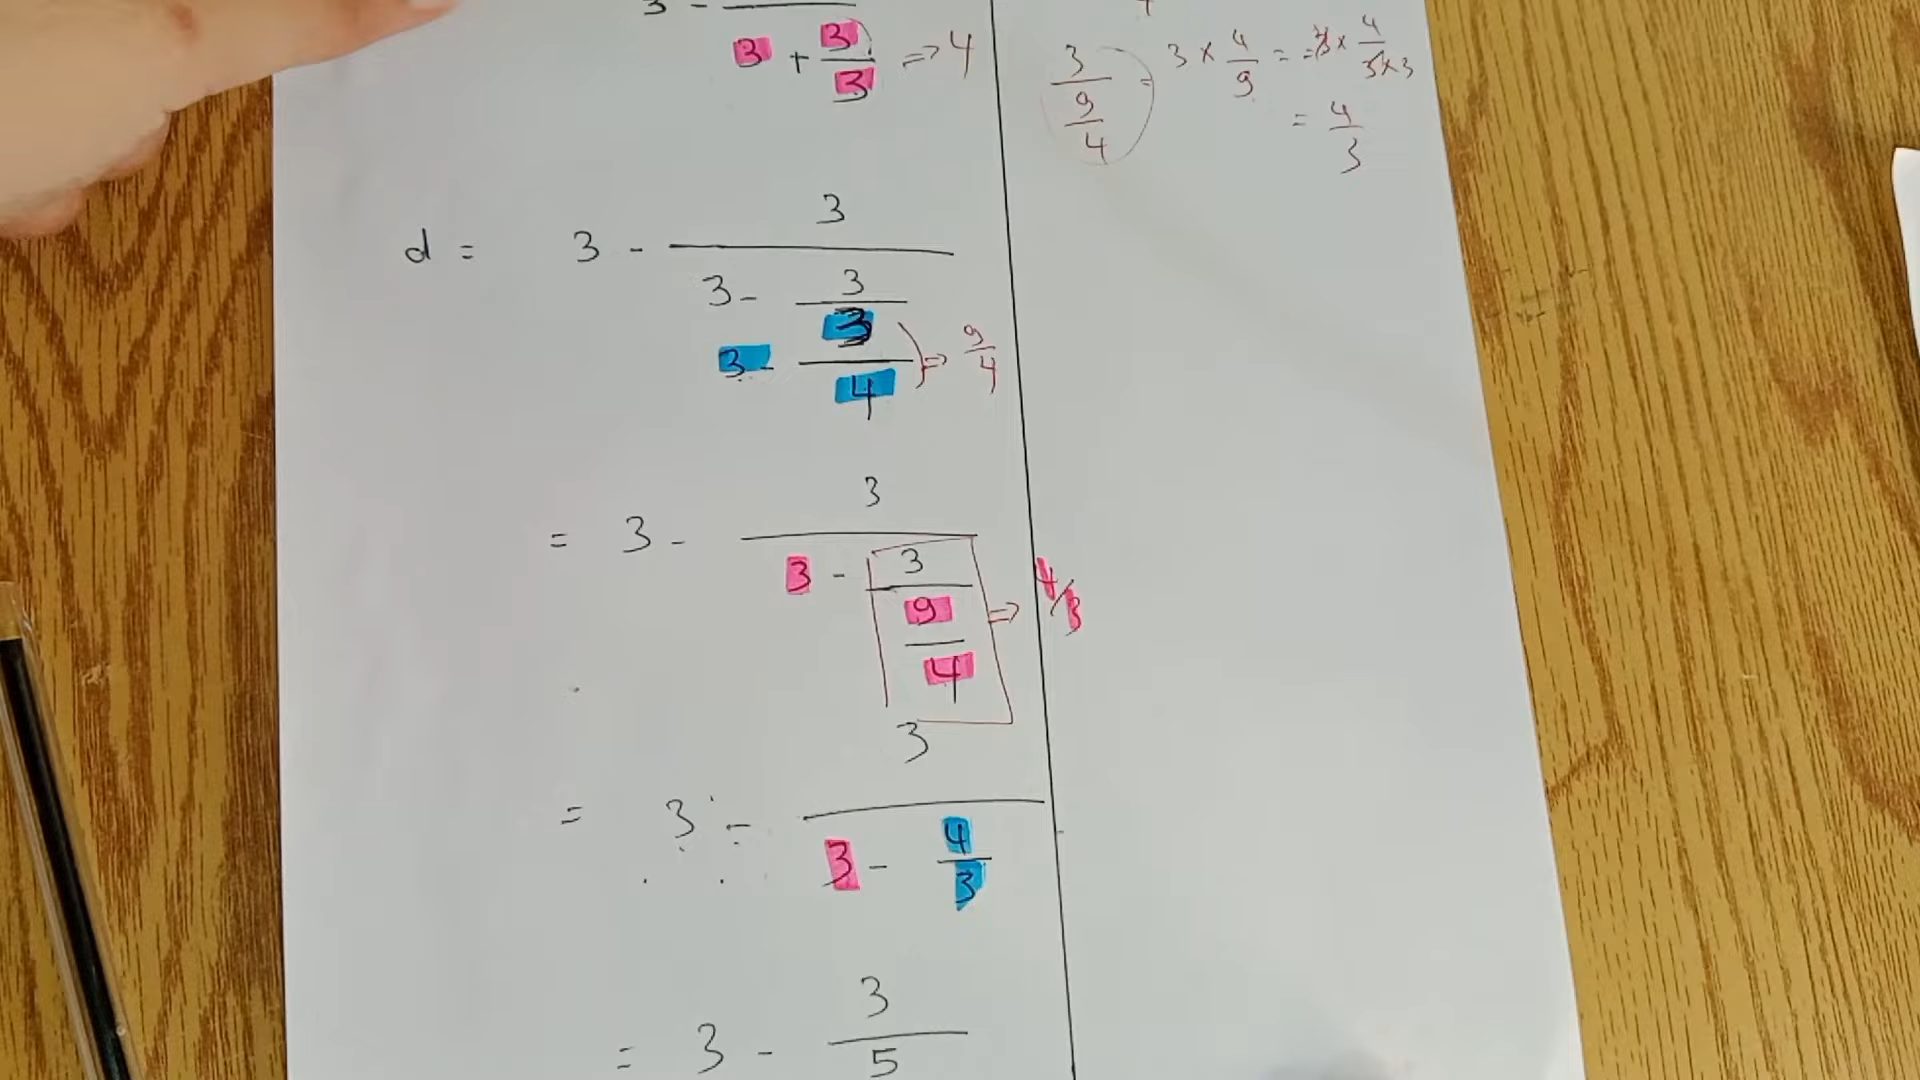 3 -
3 + 3/3 => 4
3/(9/4) = 3 × 4/9 = = 3 × 4/(3×3)
= 4/3
d = 3 - 3/(3 - 3/(3 - 3/4)) => 9/4
= 3 - 3/(3 - 3/(9/4)) => 4/3
= 3 - 3/(3 - 4/3)
= 3 - 3/5